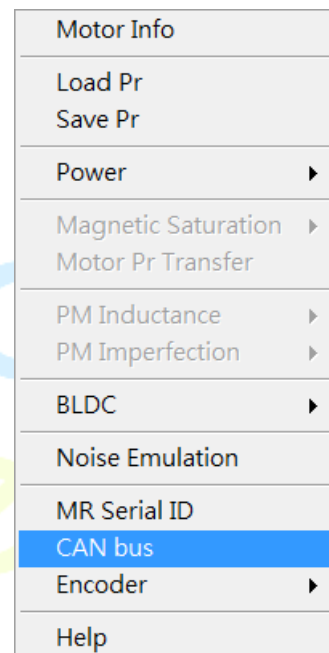 Motor Info
Load Pr
Save Pr
Power
Magnetic Saturation
Motor Pr Transfer
PM Inductance
PM Imperfection
BLDC
Noise Emulation
MR Serial ID
CAN bus
Encoder
Help